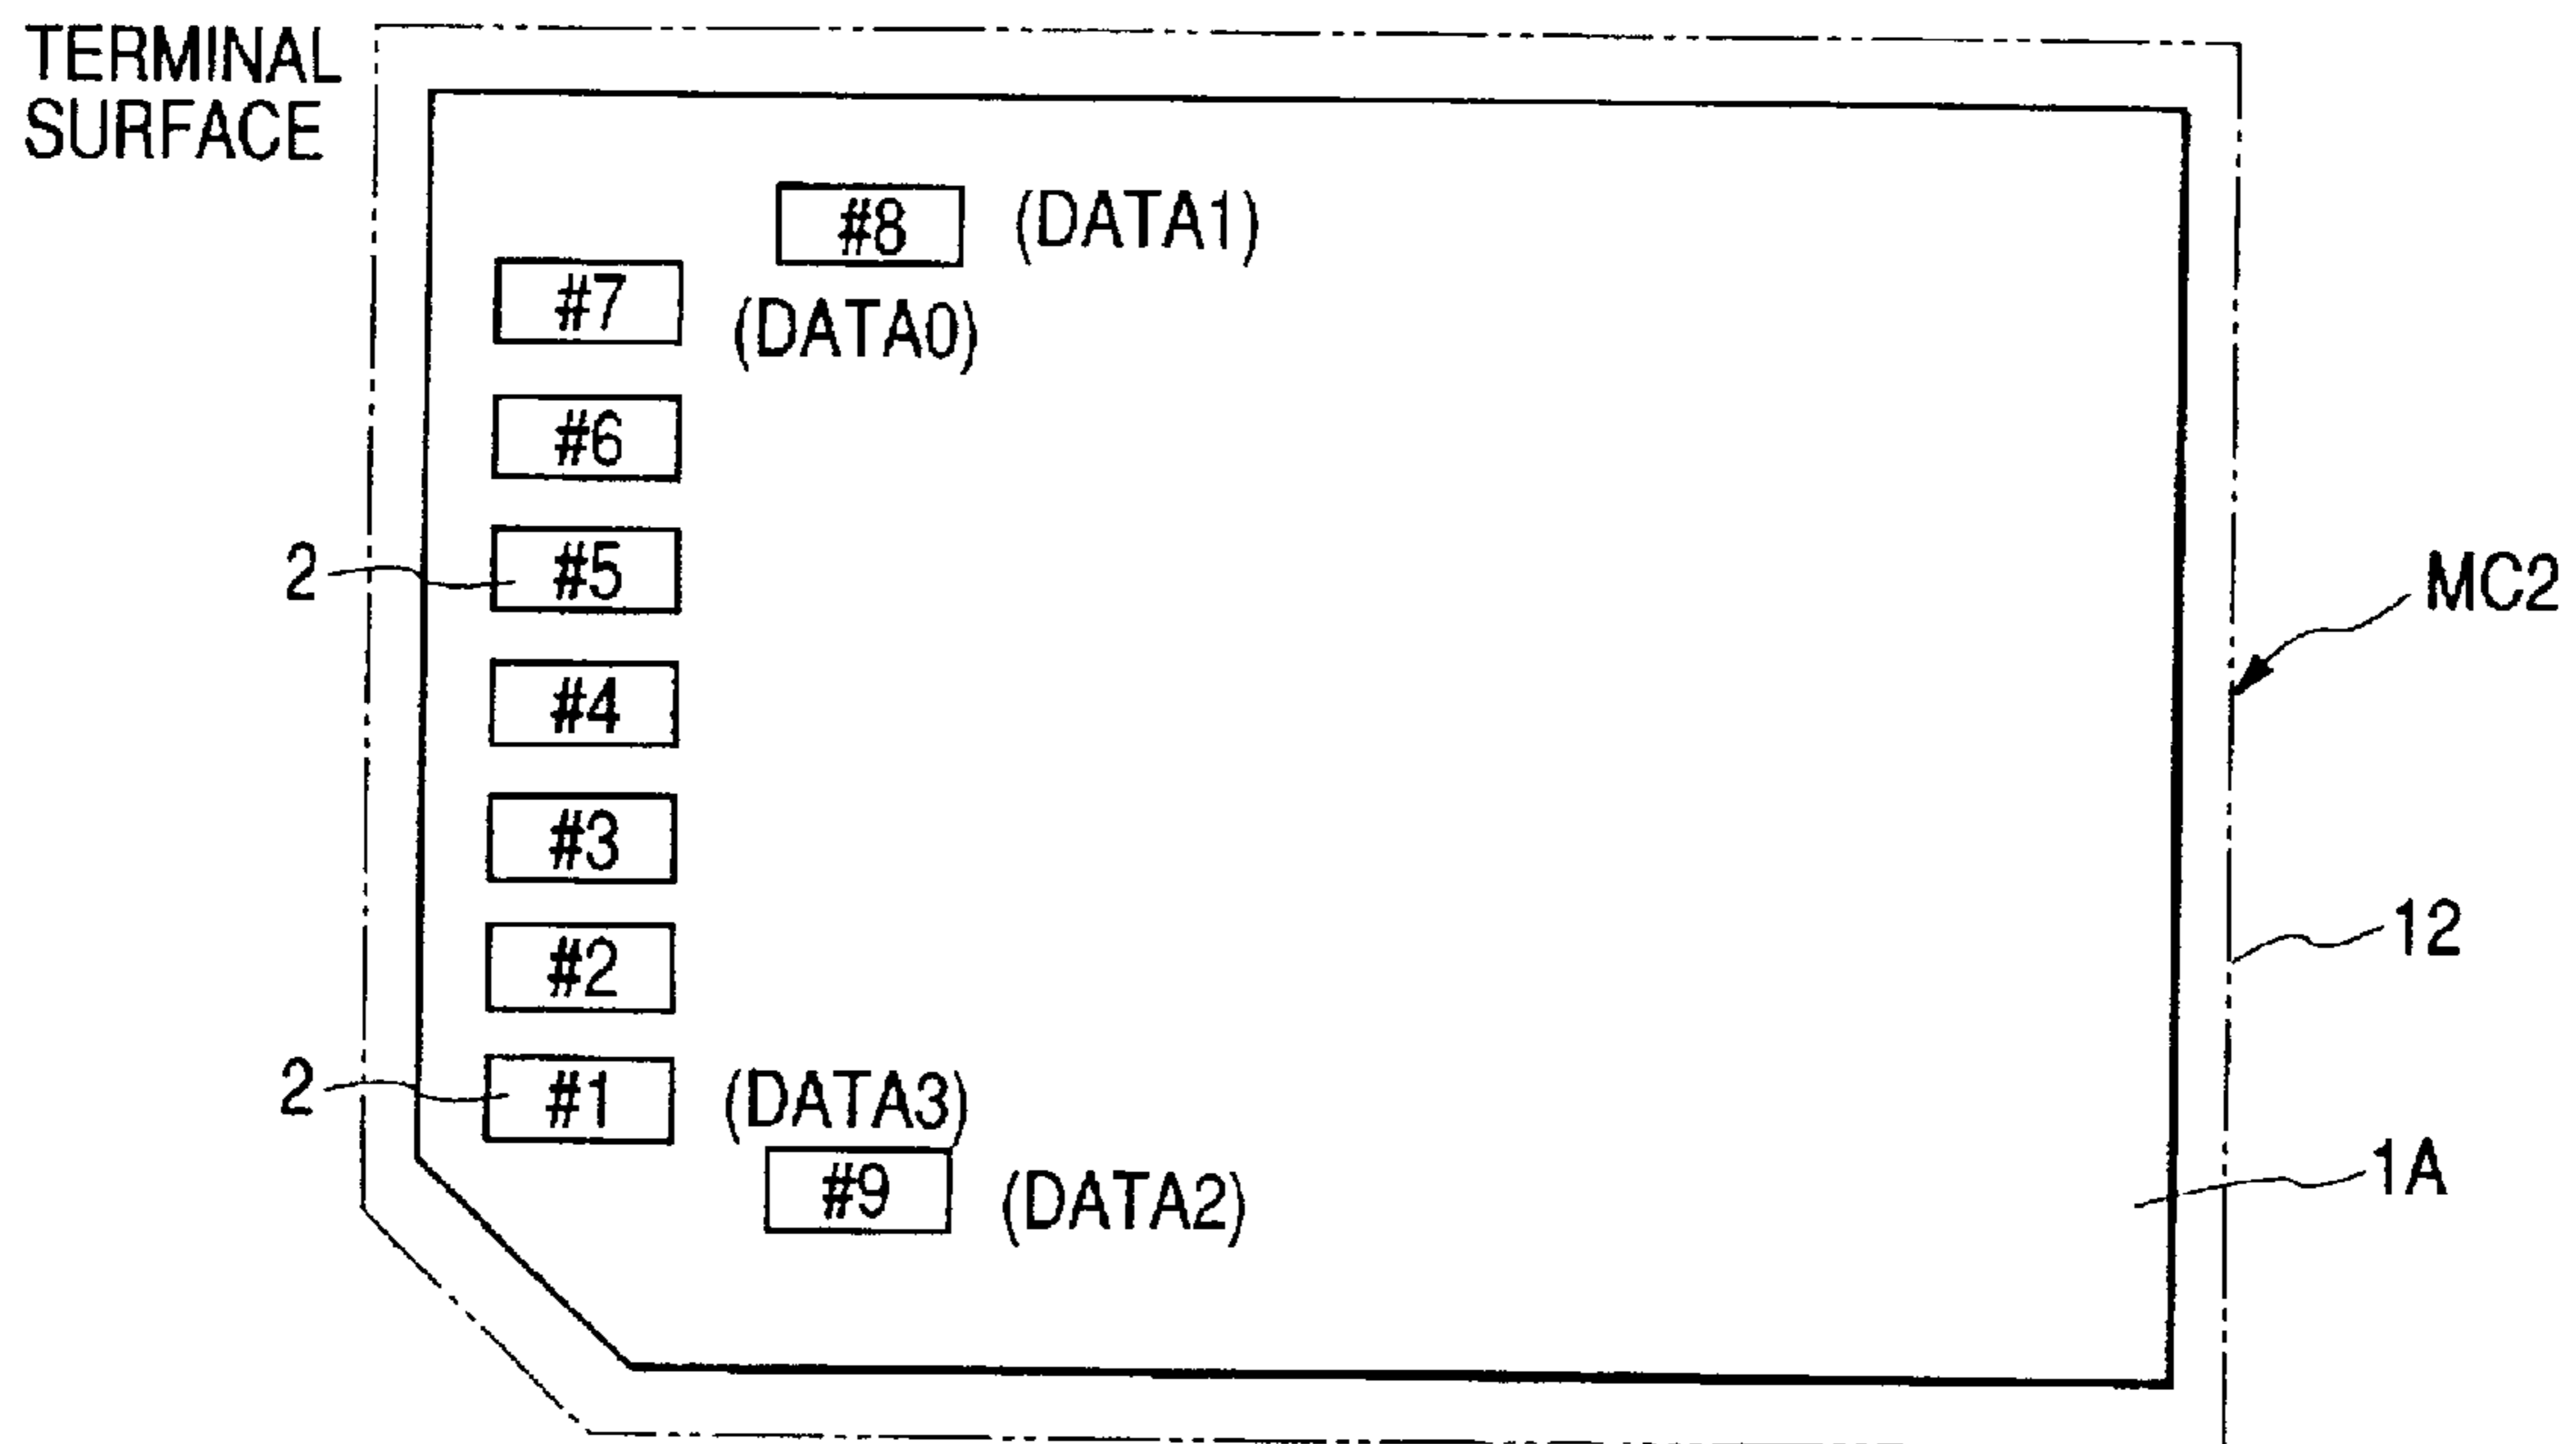 TERMINAL
SURFACE
#8 (DATA1)
#7 (DATA0)
#6
2 #5
MC2
#4
#3
12
#2
2 #1 (DATA3)
1A
#9 (DATA2)